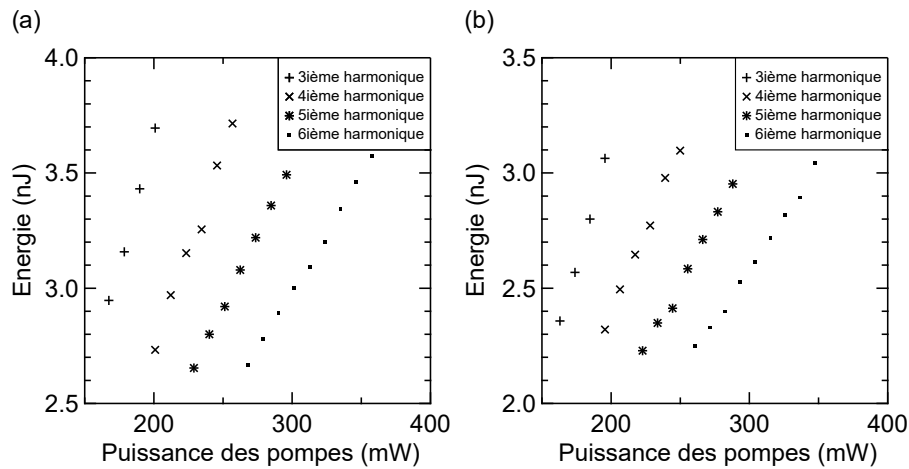 (a)
4.0
3.5
3.0
2.5
200
300
400
Energie (nJ)
Puissance des pompes (mW)
3ième harmonique
4ième harmonique
5ième harmonique
6ième harmonique
(b)
3.5
3.0
2.5
2.0
200
300
400
Energie (nJ)
Puissance des pompes (mW)
3ième harmonique
4ième harmonique
5ième harmonique
6ième harmonique